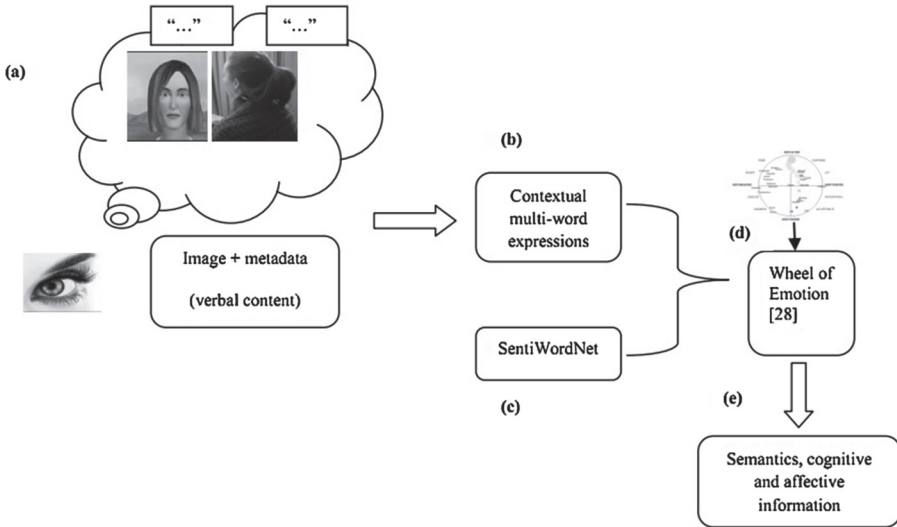 “...”
“...”
(a)
(b)
Contextual
multi-word
expressions
(d)
Image + metadata
(verbal content)
Wheel of
Emotion
[28]
SentiWordNet
(c)
(e)
Semantics, cognitive
and affective
information